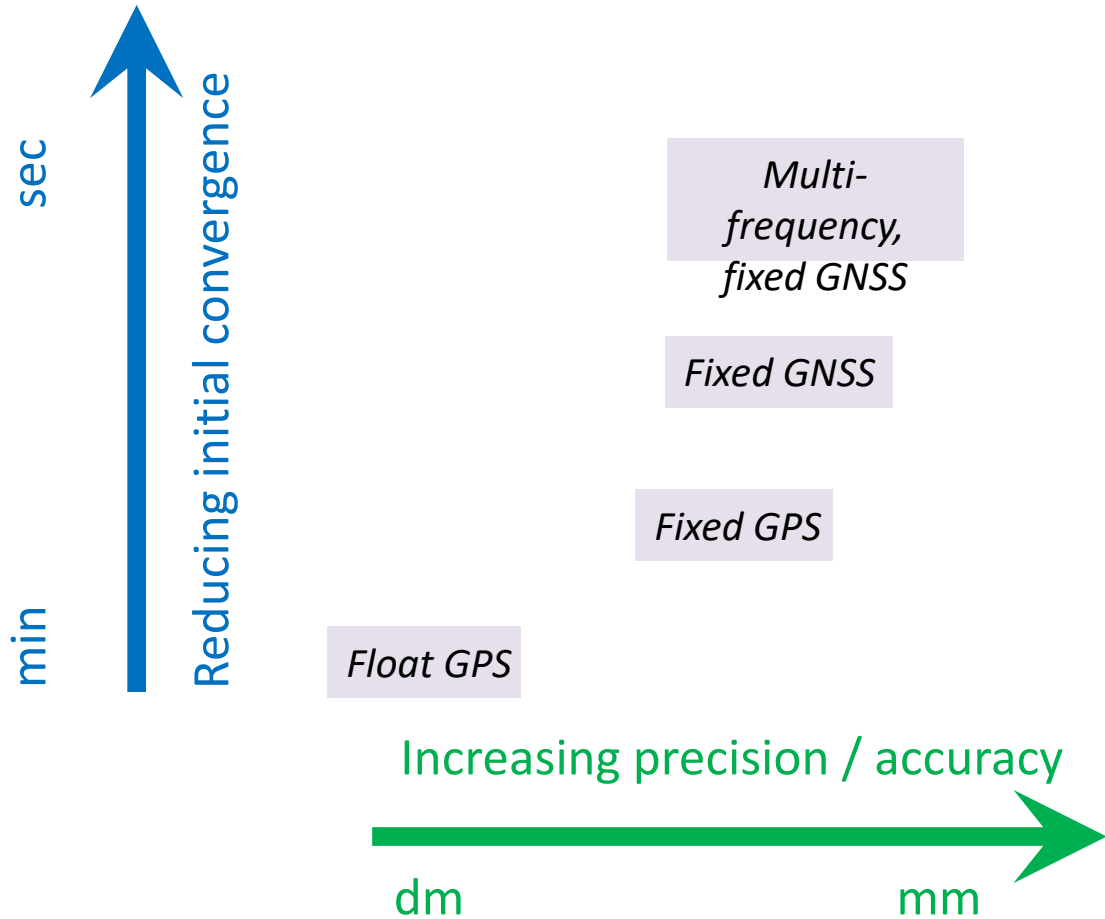 sec
min
Reducing initial convergence
Multi-
frequency,
fixed GNSS
Fixed GNSS
Fixed GPS
Float GPS
Increasing precision / accuracy
dm mm